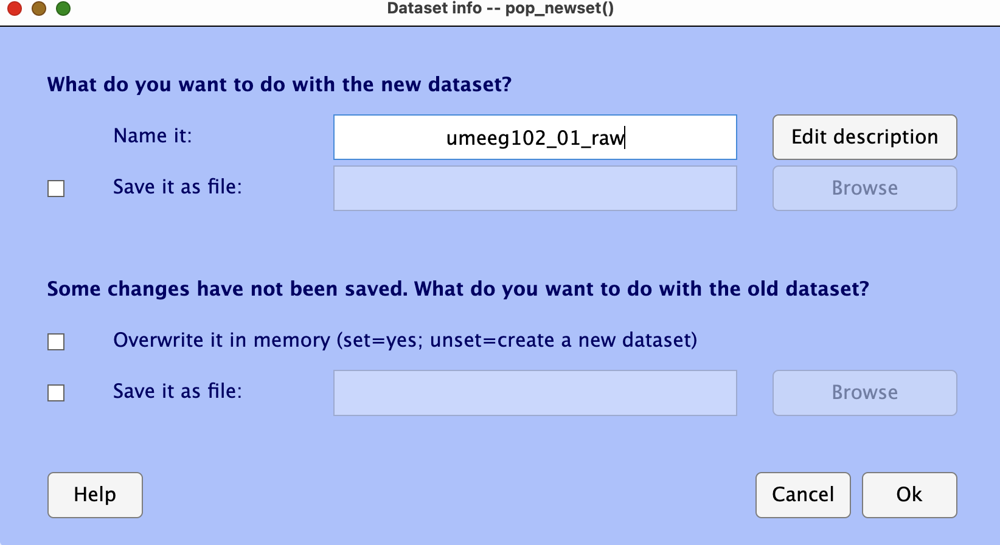 Dataset info -- pop_newset()
What do you want to do with the new dataset?
Name it: umeeg102_01_raw Edit description
Save it as file: Browse
Some changes have not been saved. What do you want to do with the old dataset?
Overwrite it in memory (set=yes; unset=create a new dataset)
Save it as file: Browse
Help Cancel Ok